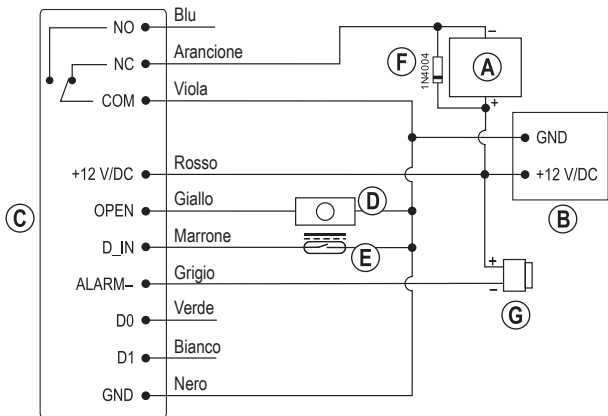 NO Blu
NC Arancione
COM Viola
F 1N4004 – A +
GND
+12 V/DC Rosso +12 V/DC
C OPEN Giallo D B
D_IN Marrone E
ALARM– Grigio + – G
D0 Verde
D1 Bianco
GND Nero